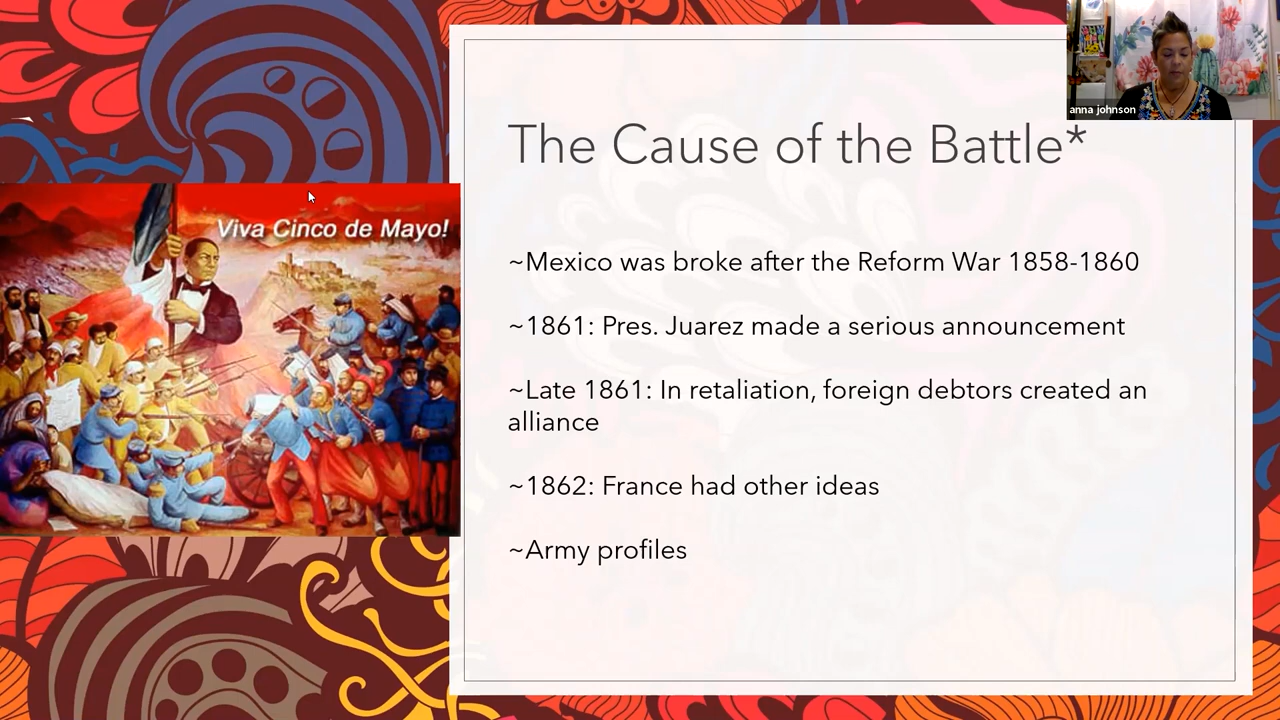 anna johnson
The Cause of the Battle*
Viva Cinco de Mayo!
~Mexico was broke after the Reform War 1858-1860
~1861: Pres. Juarez made a serious announcement
~Late 1861: In retaliation, foreign debtors created an
alliance
~1862: France had other ideas
~Army profiles